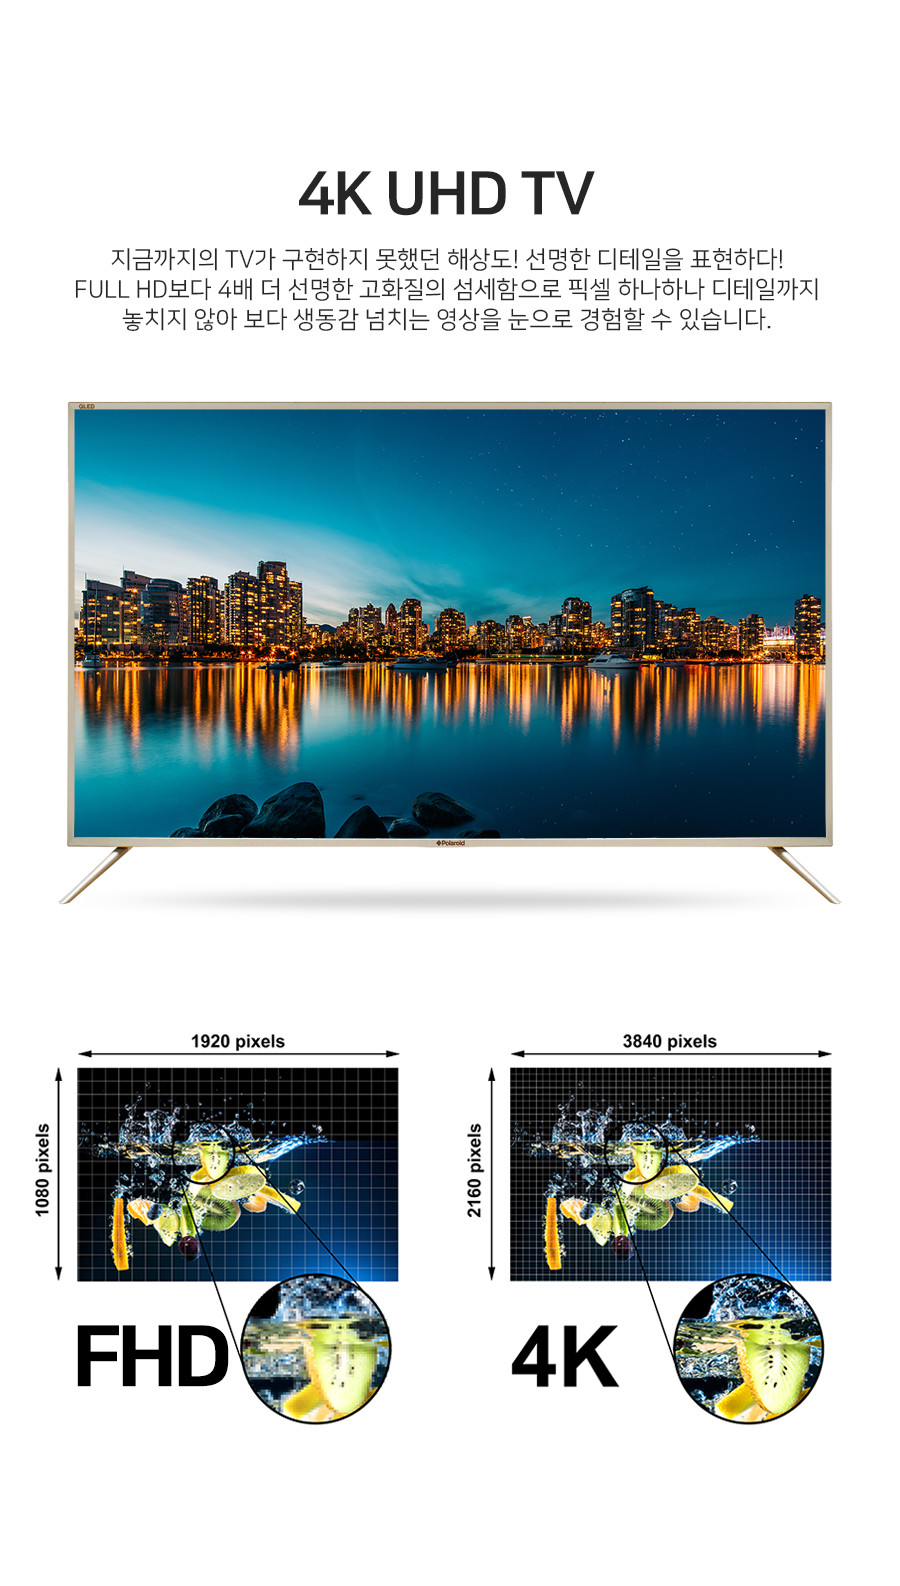 4K UHD TV
지금까지의 TV가 구현하지 못했던 해상도! 선명한 디테일을 표현하다!
FULL HD보다 4배 더 선명한 고화질의 섬세함으로 픽셀 하나하나 디테일까지
놓치지 않아 보다 생동감 넘치는 영상을 눈으로 경험할 수 있습니다.
QLED
Polaroid
1920 pixels
1080 pixels
FHD
3840 pixels
2160 pixels
4K